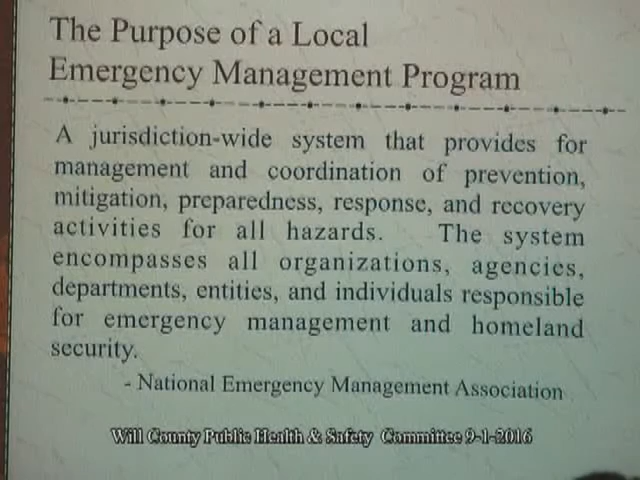 The Purpose of a Local
Emergency Management Program
A jurisdiction-wide system that provides for
management and coordination of prevention,
mitigation, preparedness, response, and recovery
activities for all hazards. The system
encompasses all organizations, agencies,
departments, entities, and individuals responsible
for emergency management and homeland
security.
- National Emergency Management Association
Will County Public Health & Safety Committee 9-1-2016